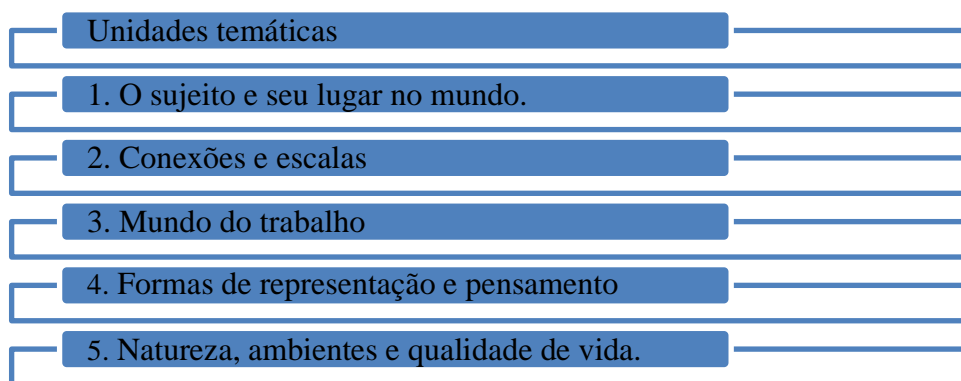 Unidades temáticas
1. O sujeito e seu lugar no mundo.
2. Conexões e escalas
3. Mundo do trabalho
4. Formas de representação e pensamento
5. Natureza, ambientes e qualidade de vida.